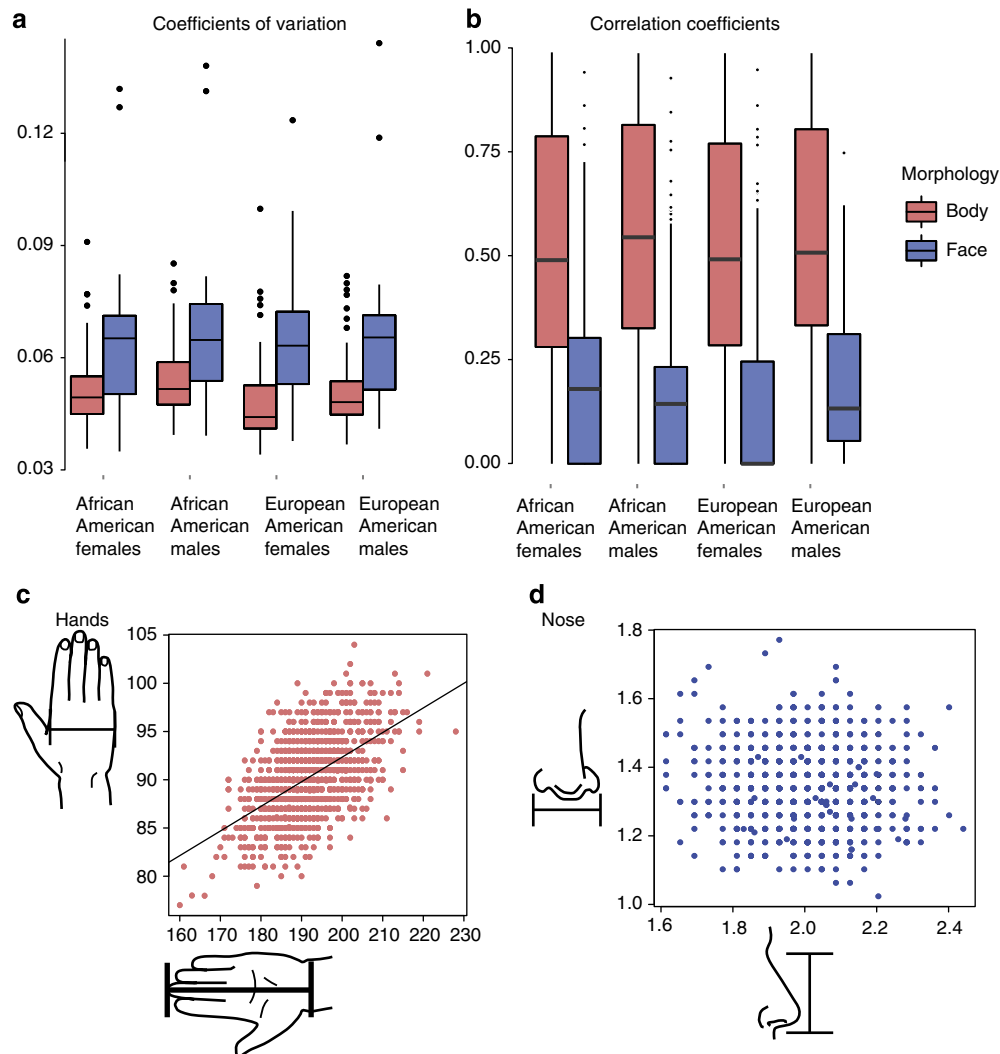 a
Coefficients of variation
0.12
0.09
0.06
0.03
African American females
African American males
European American females
European American males
b
Correlation coefficients
1.00
0.75
0.50
0.25
0.00
African American females
African American males
European American females
European American males
Morphology
Body
Face
c
Hands
105
100
95
90
85
80
160 170 180 190 200 210 220 230
d
Nose
1.8
1.6
1.4
1.2
1.0
1.6 1.8 2.0 2.2 2.4